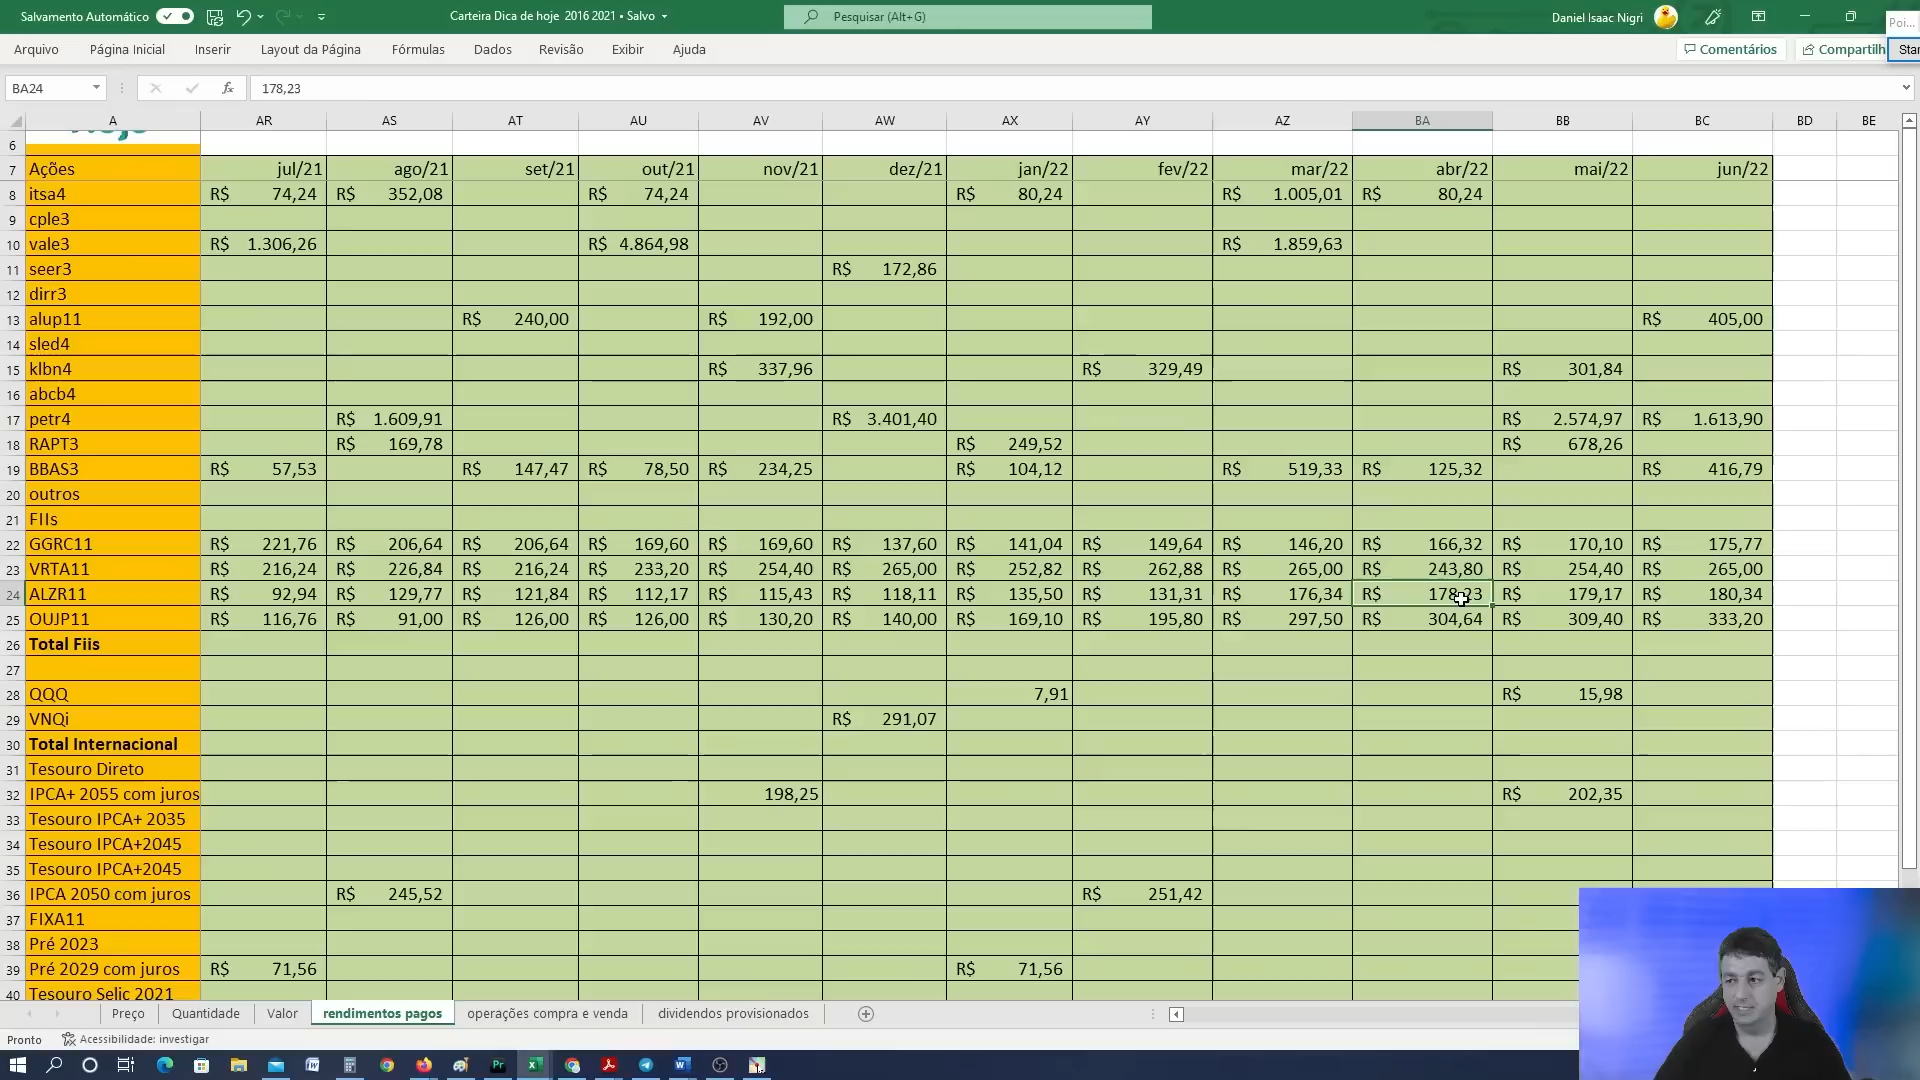 Salvamento Automático
Carteira Dica de hoje 2016 2021 • Salvo
Pesquisar (Alt+G)
Daniel Isaac Nigri
Poi...
Arquivo Página Inicial Inserir Layout da Página Fórmulas Dados Revisão Exibir Ajuda
Comentários Compartilh Star
BA24 fx 178,23
A AR AS AT AU AV AW AX AY AZ BA BB BC BD BE
6
7 Ações jul/21 ago/21 set/21 out/21 nov/21 dez/21 jan/22 fev/22 mar/22 abr/22 mai/22 jun/22
8 itsa4 R$ 74,24 R$ 352,08 R$ 74,24 R$ 80,24 R$ 1.005,01 R$ 80,24
9 cple3
10 vale3 R$ 1.306,26 R$ 4.864,98 R$ 1.859,63
11 seer3 R$ 172,86
12 dirr3
13 alup11 R$ 240,00 R$ 192,00 R$ 405,00
14 sled4
15 klbn4 R$ 337,96 R$ 329,49 R$ 301,84
16 abcb4
17 petr4 R$ 1.609,91 R$ 3.401,40 R$ 2.574,97 R$ 1.613,90
18 RAPT3 R$ 169,78 R$ 249,52 R$ 678,26
19 BBAS3 R$ 57,53 R$ 147,47 R$ 78,50 R$ 234,25 R$ 104,12 R$ 519,33 R$ 125,32 R$ 416,79
20 outros
21 FIIs
22 GGRC11 R$ 221,76 R$ 206,64 R$ 206,64 R$ 169,60 R$ 169,60 R$ 137,60 R$ 141,04 R$ 149,64 R$ 146,20 R$ 166,32 R$ 170,10 R$ 175,77
23 VRTA11 R$ 216,24 R$ 226,84 R$ 216,24 R$ 233,20 R$ 254,40 R$ 265,00 R$ 252,82 R$ 262,88 R$ 265,00 R$ 243,80 R$ 254,40 R$ 265,00
24 ALZR11 R$ 92,94 R$ 129,77 R$ 121,84 R$ 112,17 R$ 115,43 R$ 118,11 R$ 135,50 R$ 131,31 R$ 176,34 R$ 178,23 R$ 179,17 R$ 180,34
25 OUJP11 R$ 116,76 R$ 91,00 R$ 126,00 R$ 126,00 R$ 130,20 R$ 140,00 R$ 169,10 R$ 195,80 R$ 297,50 R$ 304,64 R$ 309,40 R$ 333,20
26 Total Fiis
27
28 QQQ 7,91 R$ 15,98
29 VNQi R$ 291,07
30 Total Internacional
31 Tesouro Direto
32 IPCA+ 2055 com juros 198,25 R$ 202,35
33 Tesouro IPCA+ 2035
34 Tesouro IPCA+2045
35 Tesouro IPCA+2045
36 IPCA 2050 com juros R$ 245,52 R$ 251,42
37 FIXA11
38 Pré 2023
39 Pré 2029 com juros R$ 71,56 R$ 71,56
40 Tesouro Selic 2021
Preço Quantidade Valor rendimentos pagos operações compra e venda dividendos provisionados
Pronto Acessibilidade: investigar